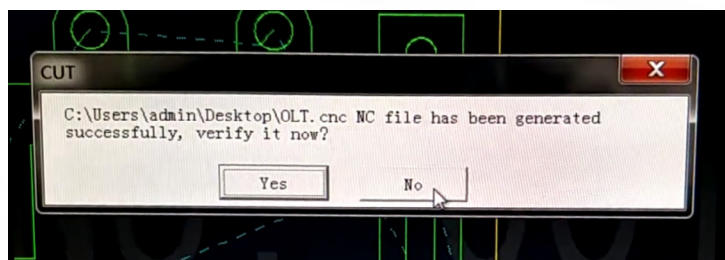 CUT
X
C:\Users\admin\Desktop\OLT.cnc NC file has been generated
successfully, verify it now?
Yes
No